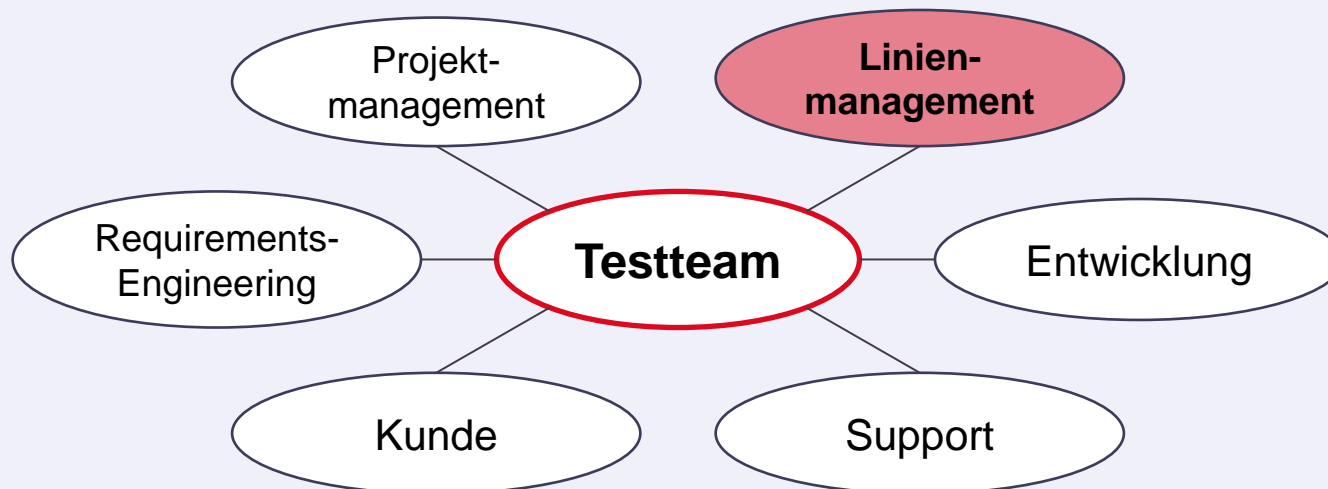 Projekt-
management
Linien-
management
Requirements-
Engineering
Testteam
Entwicklung
Kunde
Support